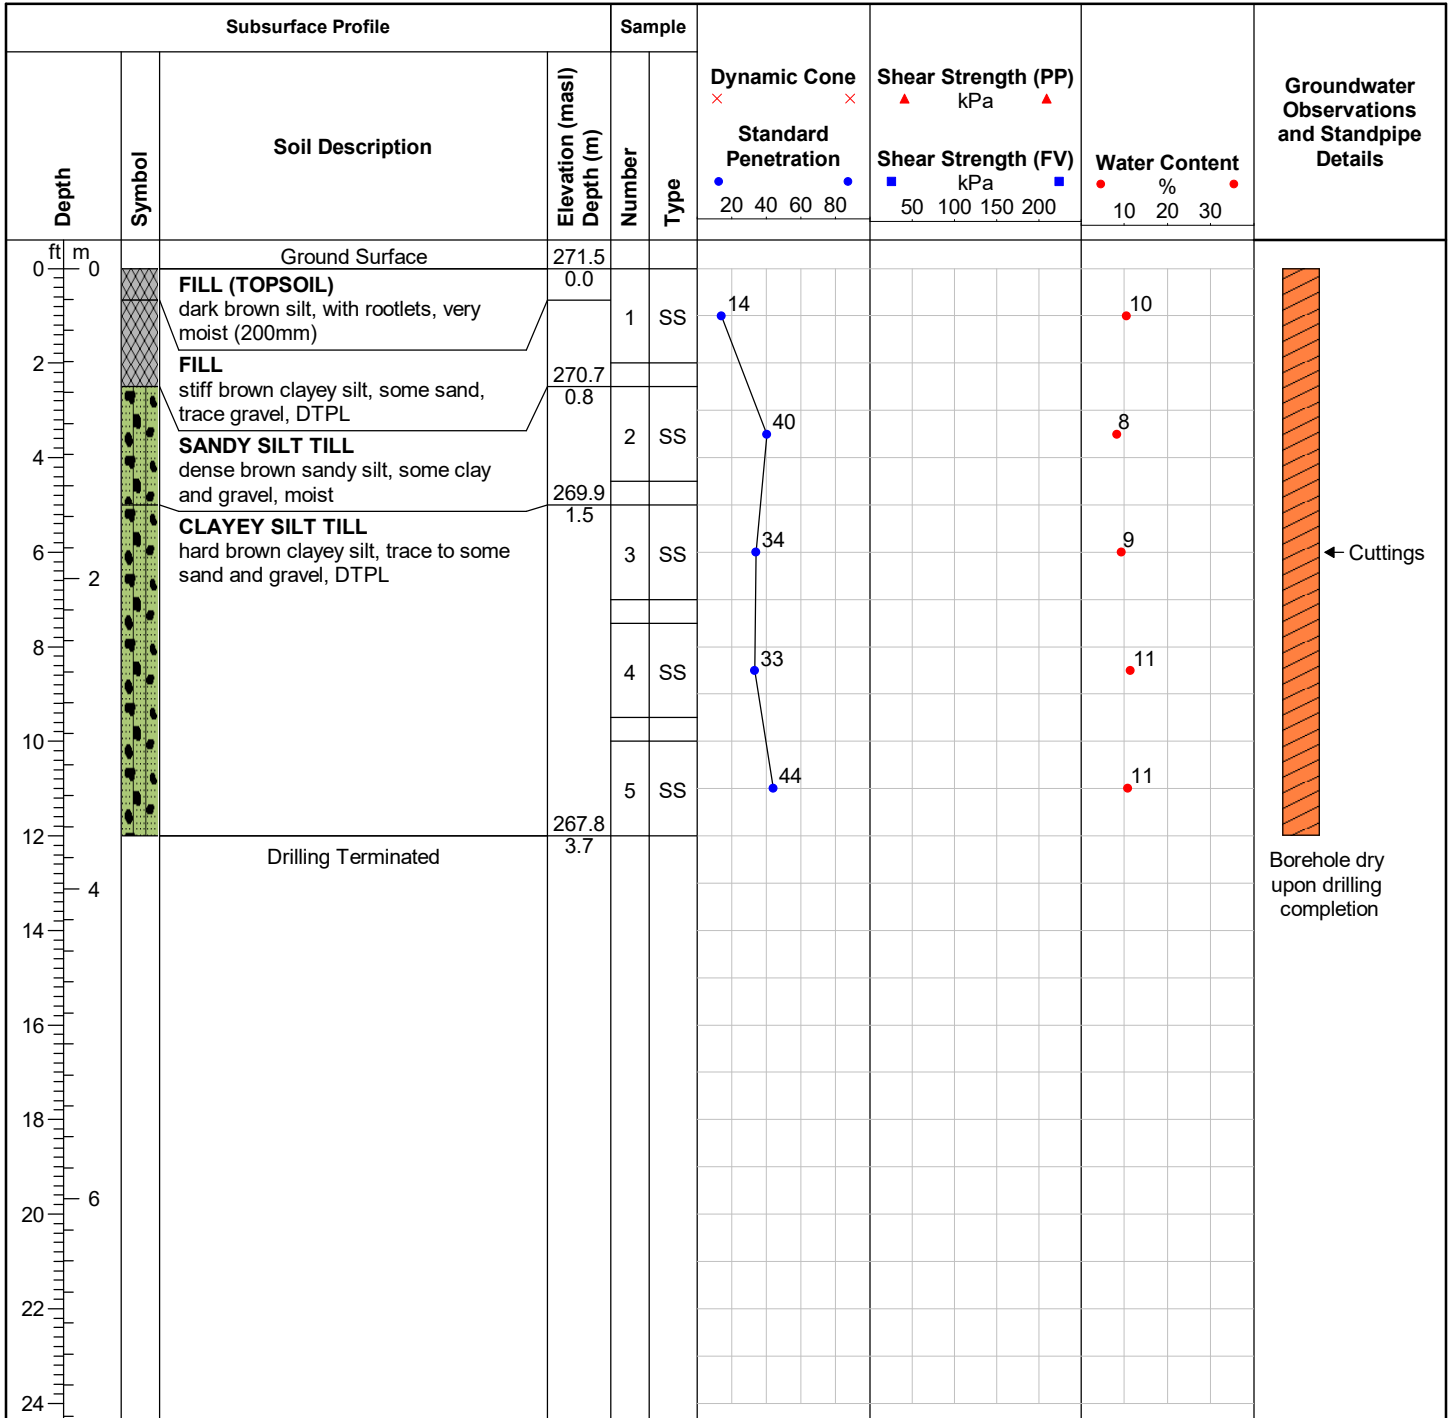 Subsurface Profile
Sample
Depth
Symbol
Soil Description
Elevation (masl)
Depth (m)
Number
Type
Dynamic Cone
Standard
Penetration
20 40 60 80
Shear Strength (PP)
kPa
Shear Strength (FV)
kPa
50 100 150 200
Water Content
%
10 20 30
Groundwater
Observations
and Standpipe
Details
ft m
Ground Surface
271.5
0 0
0.0
FILL (TOPSOIL)
dark brown silt, with rootlets, very
moist (200mm)
1 SS
14
10
2
FILL
270.7
stiff brown clayey silt, some sand,
0.8
trace gravel, DTPL
2 SS
40
8
SANDY SILT TILL
4
dense brown sandy silt, some clay
and gravel, moist
269.9
1.5
CLAYEY SILT TILL
hard brown clayey silt, trace to some
sand and gravel, DTPL
6
2
3 SS
34
9
Cuttings
8
4 SS
33
11
10
5 SS
44
11
267.8
12
3.7
Drilling Terminated
Borehole dry
upon drilling
completion
4
14
16
18
6
20
22
24